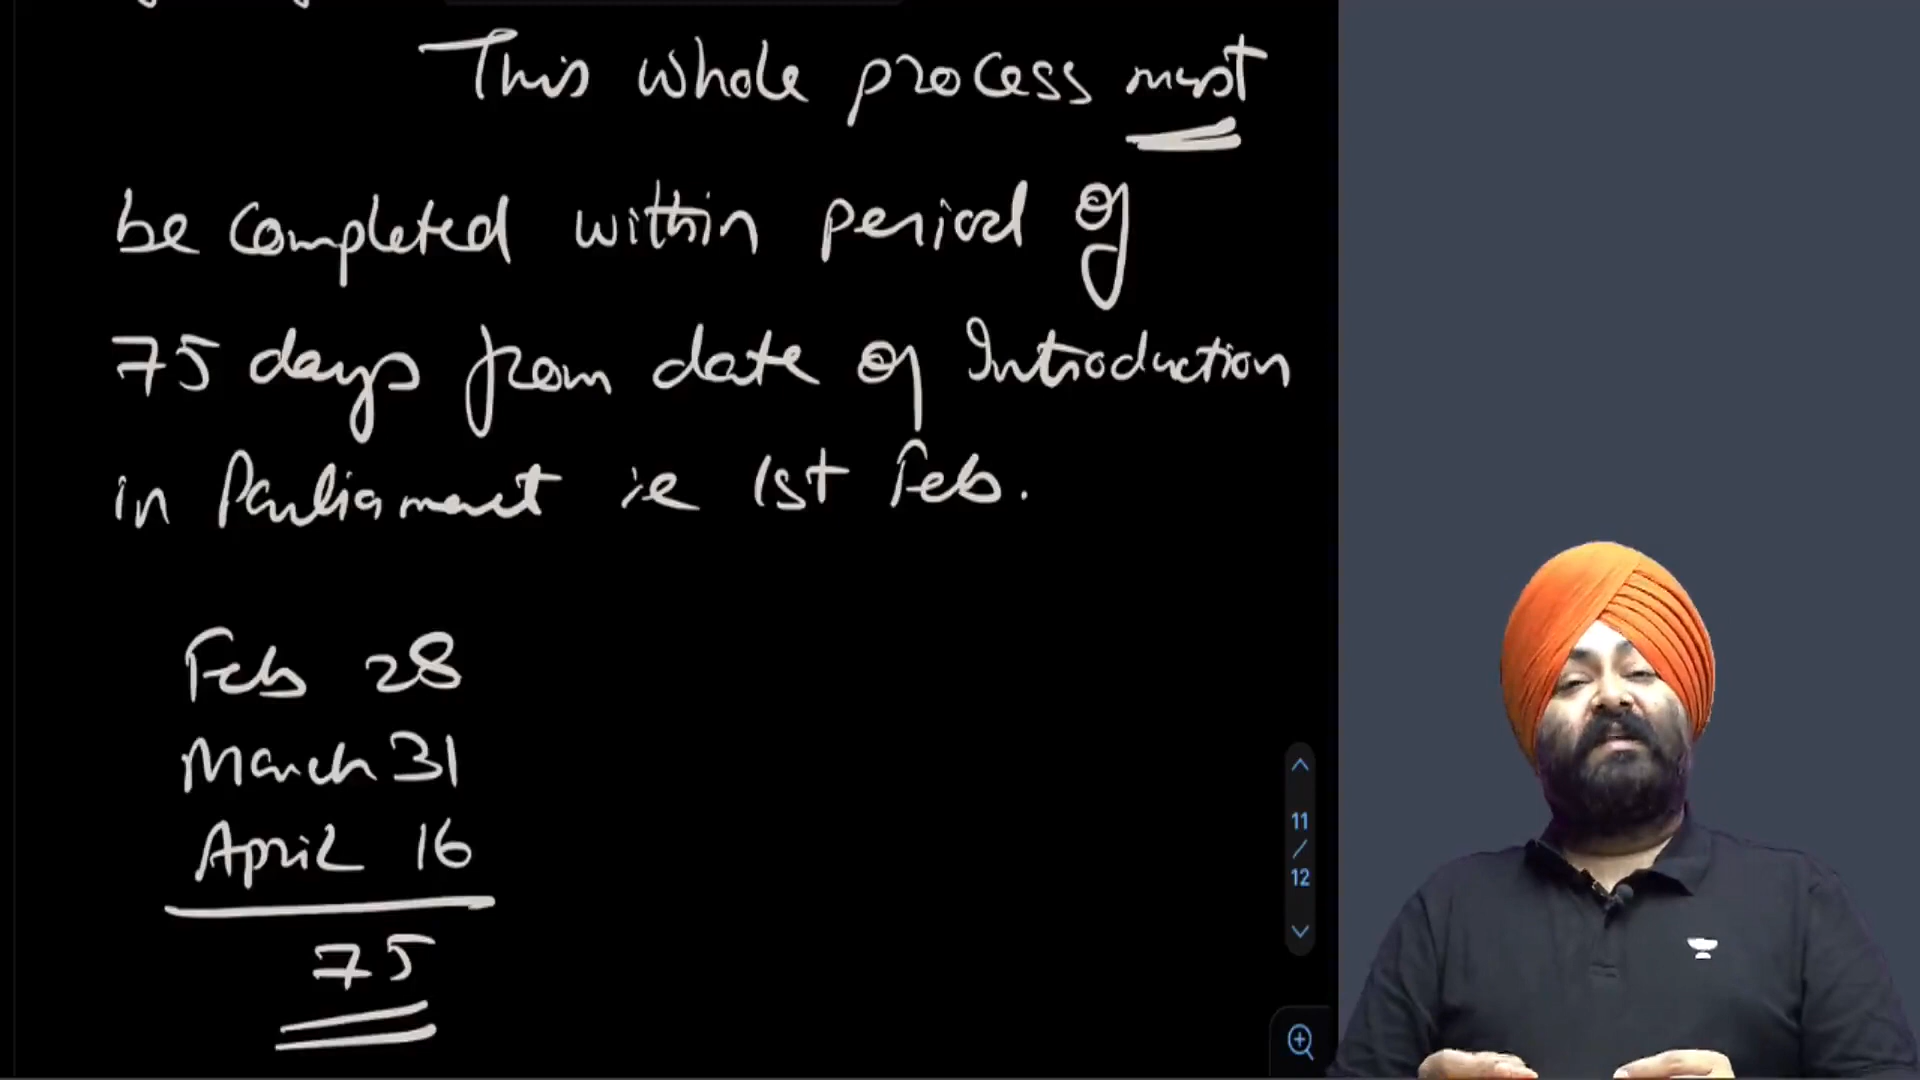 This whole process must
be completed within period of
75 days from date of Introduction
in Parliament ie 1st Feb.
Feb 28
March 31
April 16
75
11
/
12